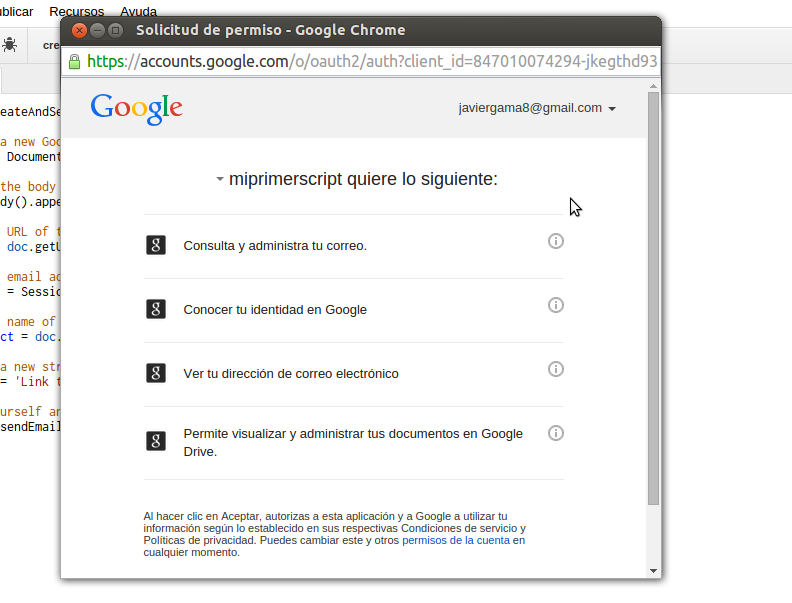 ublicar Recursos Ayuda
Solicitud de permiso - Google Chrome
cre
https://accounts.google.com/o/oauth2/auth?client_id=847010074294-jkegthd93
Google
javiergama8@gmail.com
miprimerscript quiere lo siguiente:
Consulta y administra tu correo.
Conocer tu identidad en Google
Ver tu dirección de correo electrónico
Permite visualizar y administrar tus documentos en Google
Drive.
Al hacer clic en Aceptar, autorizas a esta aplicación y a Google a utilizar tu
información según lo establecido en sus respectivas Condiciones de servicio y
Políticas de privacidad. Puedes cambiar este y otros permisos de la cuenta en
cualquier momento.
eateAndSe
a new Goo
Document
the body
dy().appe
URL of t
doc.getU
email ad
= Sessio
name of
ct = doc.
a new str
= 'Link t
urself an
sendEmail